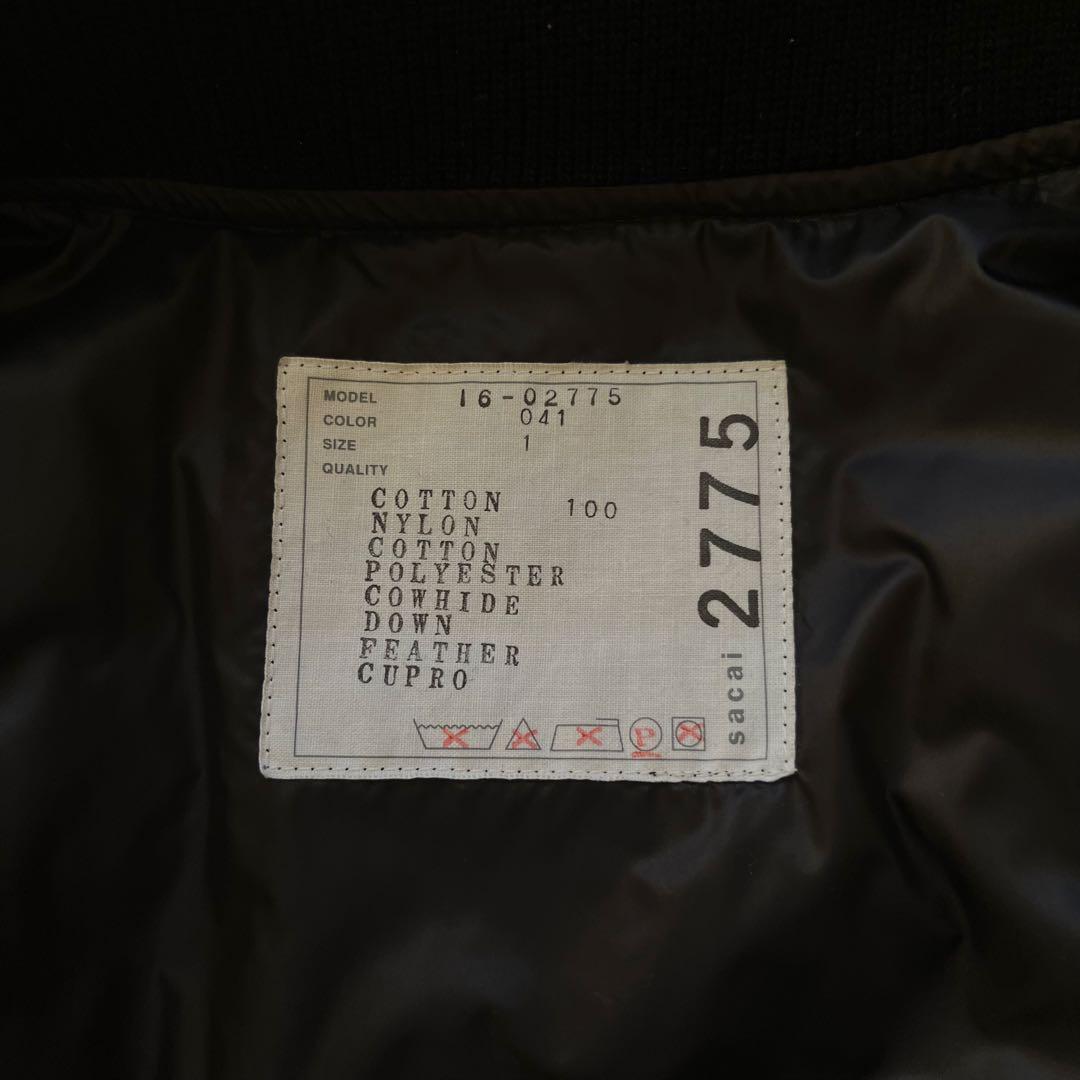 MODEL 16-02775
COLOR 041
SIZE 1
QUALITY
COTTON 100
NYLON
COTTON
POLYESTER
COWHIDE
DOWN
FEATHER
CUPRO
P
sacai 2775